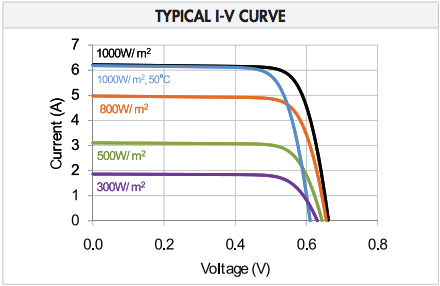 TYPICAL I-V CURVE
7
6
5
4
3
2
1
0
Current (A)
1000W/m²
1000W/m², 50°C
800W/m²
500W/m²
300W/m²
0.0 0.2 0.4 0.6 0.8
Voltage (V)